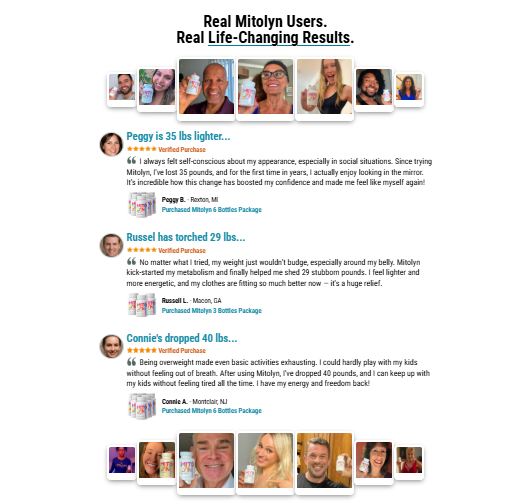 Real Mitolyn Users.
Real Life-Changing Results.
Peggy is 35 lbs lighter...
Verified Purchase
I always felt self-conscious about my appearance, especially in social situations. Since trying
Mitolyn, I've lost 35 pounds, and for the first time in years, I actually enjoy looking in the mirror.
It's incredible how this change has boosted my confidence and made me feel like myself again!
Peggy B. - Rexton, MI
Purchased Mitolyn 6 Bottles Package
Russel has torched 29 lbs...
Verified Purchase
No matter what I tried, my weight just wouldn't budge, especially around my belly. Mitolyn
kick-started my metabolism and finally helped me shed 29 stubborn pounds. I feel lighter and
more energetic, and my clothes are fitting so much better now – it's a huge relief.
Russell L. - Macon, GA
Purchased Mitolyn 3 Bottles Package
Connie's dropped 40 lbs...
Verified Purchase
Being overweight made even basic activities exhausting. I could hardly play with my kids
without feeling out of breath. After using Mitolyn, I've dropped 40 pounds, and I can keep up with
my kids without feeling tired all the time. I have my energy and freedom back!
Connie A. - Montclair, NJ
Purchased Mitolyn 6 Bottles Package